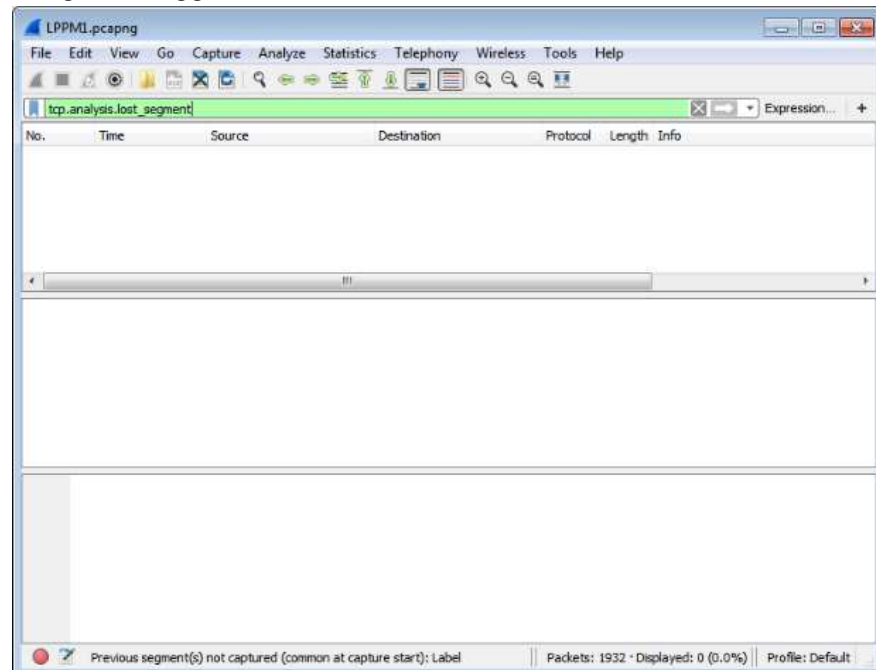 LPPM1.pcapng
File Edit View Go Capture Analyze Statistics Telephony Wireless Tools Help
tcp.analysis.lost_segment Expression... +
No. Time Source Destination Protocol Length Info
Previous segment(s) not captured (common at capture start): Label Packets: 1932 · Displayed: 0 (0.0%) Profile: Default